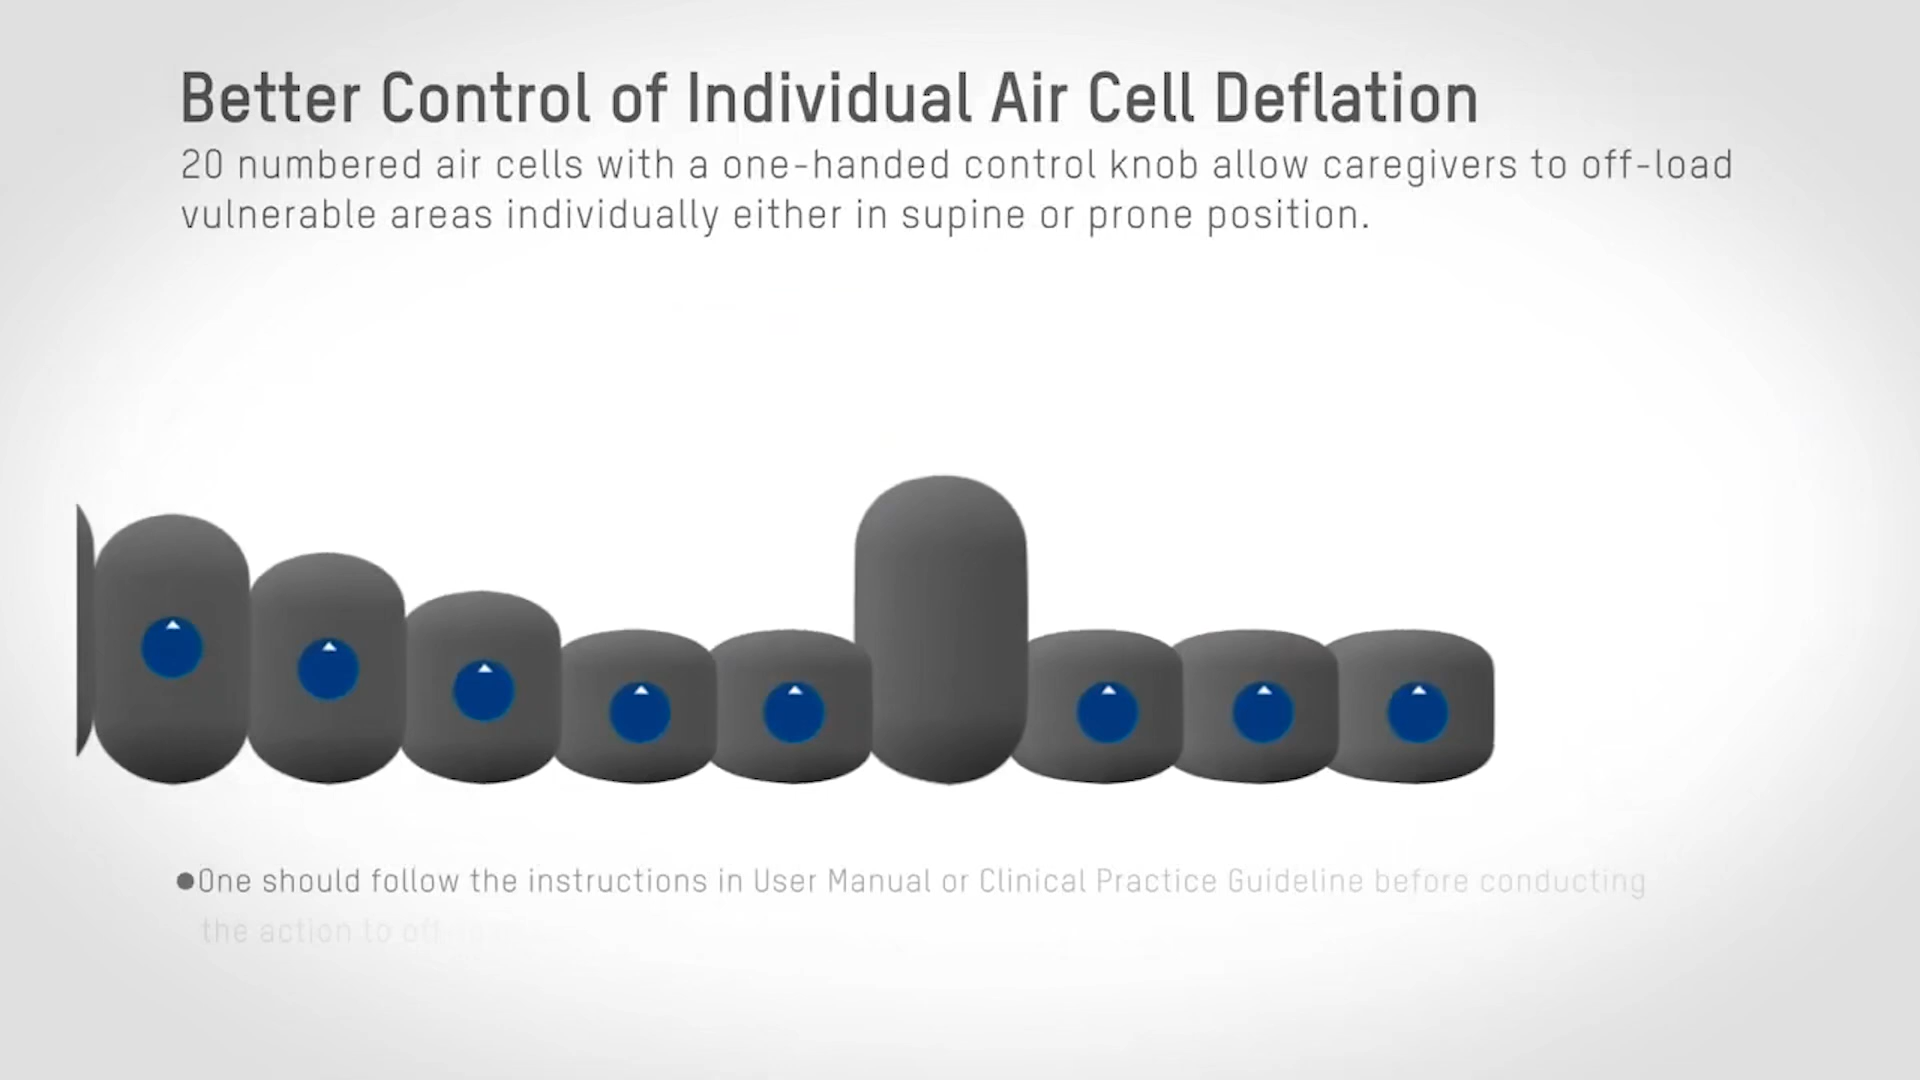 Better Control of Individual Air Cell Deflation
20 numbered air cells with a one-handed control knob allow caregivers to off-load
vulnerable areas individually either in supine or prone position.
●One should follow the instructions in User Manual or Clinical Practice Guideline before conducting
the action to off